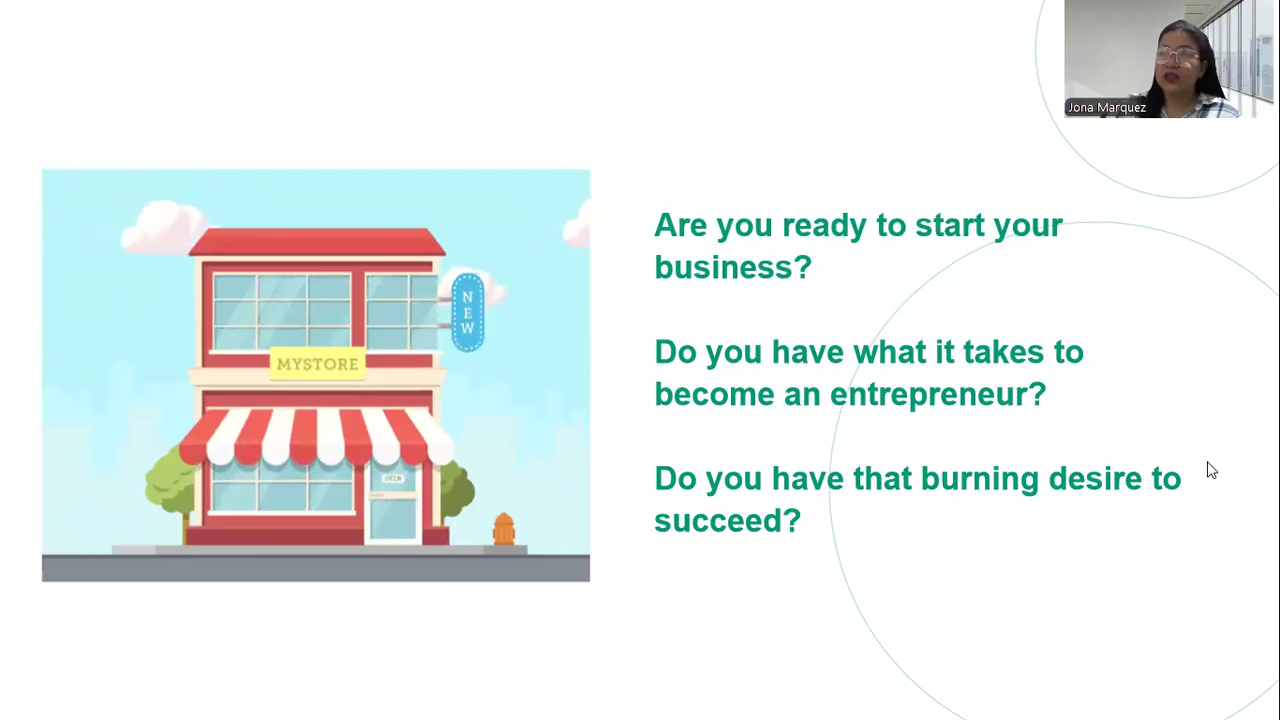 Jona Marquez
Are you ready to start your
business?
Do you have what it takes to
become an entrepreneur?
Do you have that burning desire to
succeed?
NEW
MYSTORE
OPEN